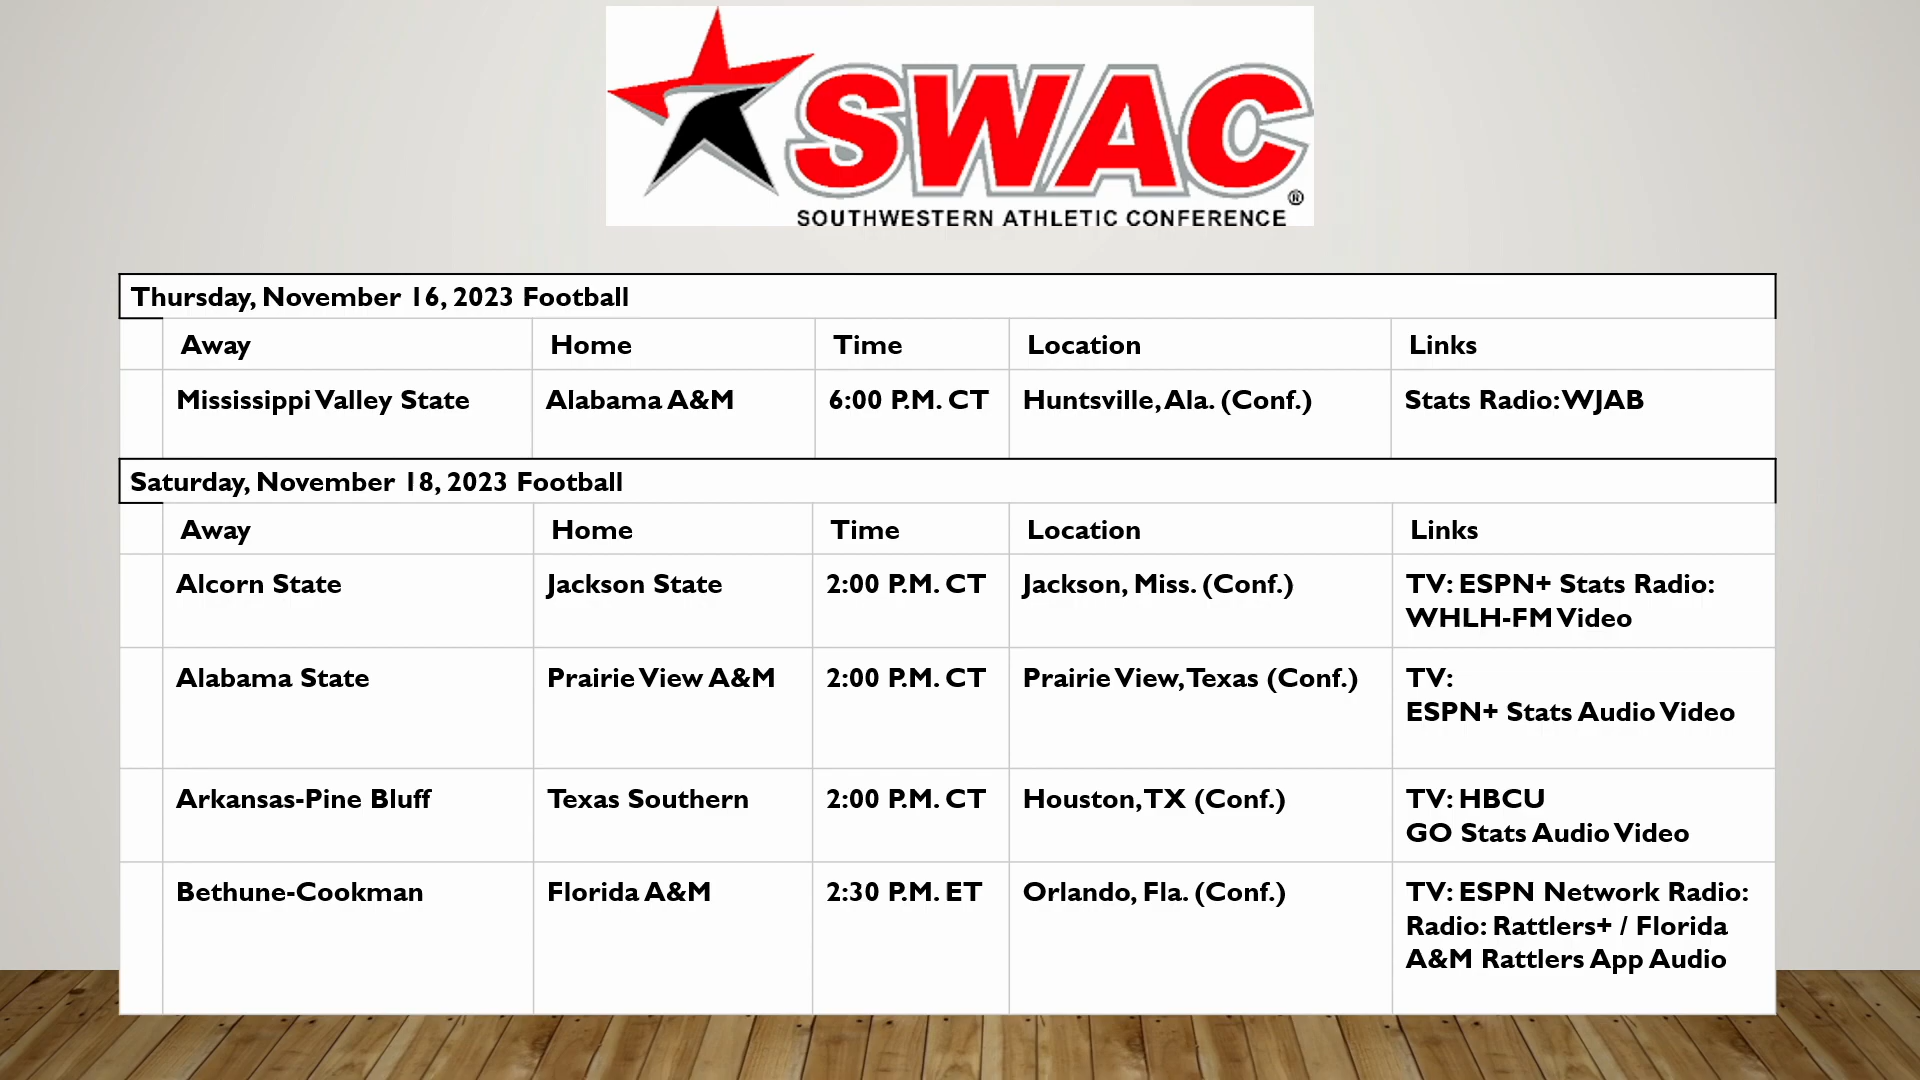 SWAC
®
SOUTHWESTERN ATHLETIC CONFERENCE
Thursday, November 16, 2023 Football
Away Home Time Location Links
Mississippi Valley State Alabama A&M 6:00 P.M. CT Huntsville, Ala. (Conf.) Stats Radio: WJAB
Saturday, November 18, 2023 Football
Away Home Time Location Links
Alcorn State Jackson State 2:00 P.M. CT Jackson, Miss. (Conf.) TV: ESPN+ Stats Radio:
WHLH-FM Video
Alabama State Prairie View A&M 2:00 P.M. CT Prairie View, Texas (Conf.) TV:
ESPN+ Stats Audio Video
Arkansas-Pine Bluff Texas Southern 2:00 P.M. CT Houston, TX (Conf.) TV: HBCU
GO Stats Audio Video
Bethune-Cookman Florida A&M 2:30 P.M. ET Orlando, Fla. (Conf.) TV: ESPN Network Radio:
Radio: Rattlers+ / Florida
A&M Rattlers App Audio